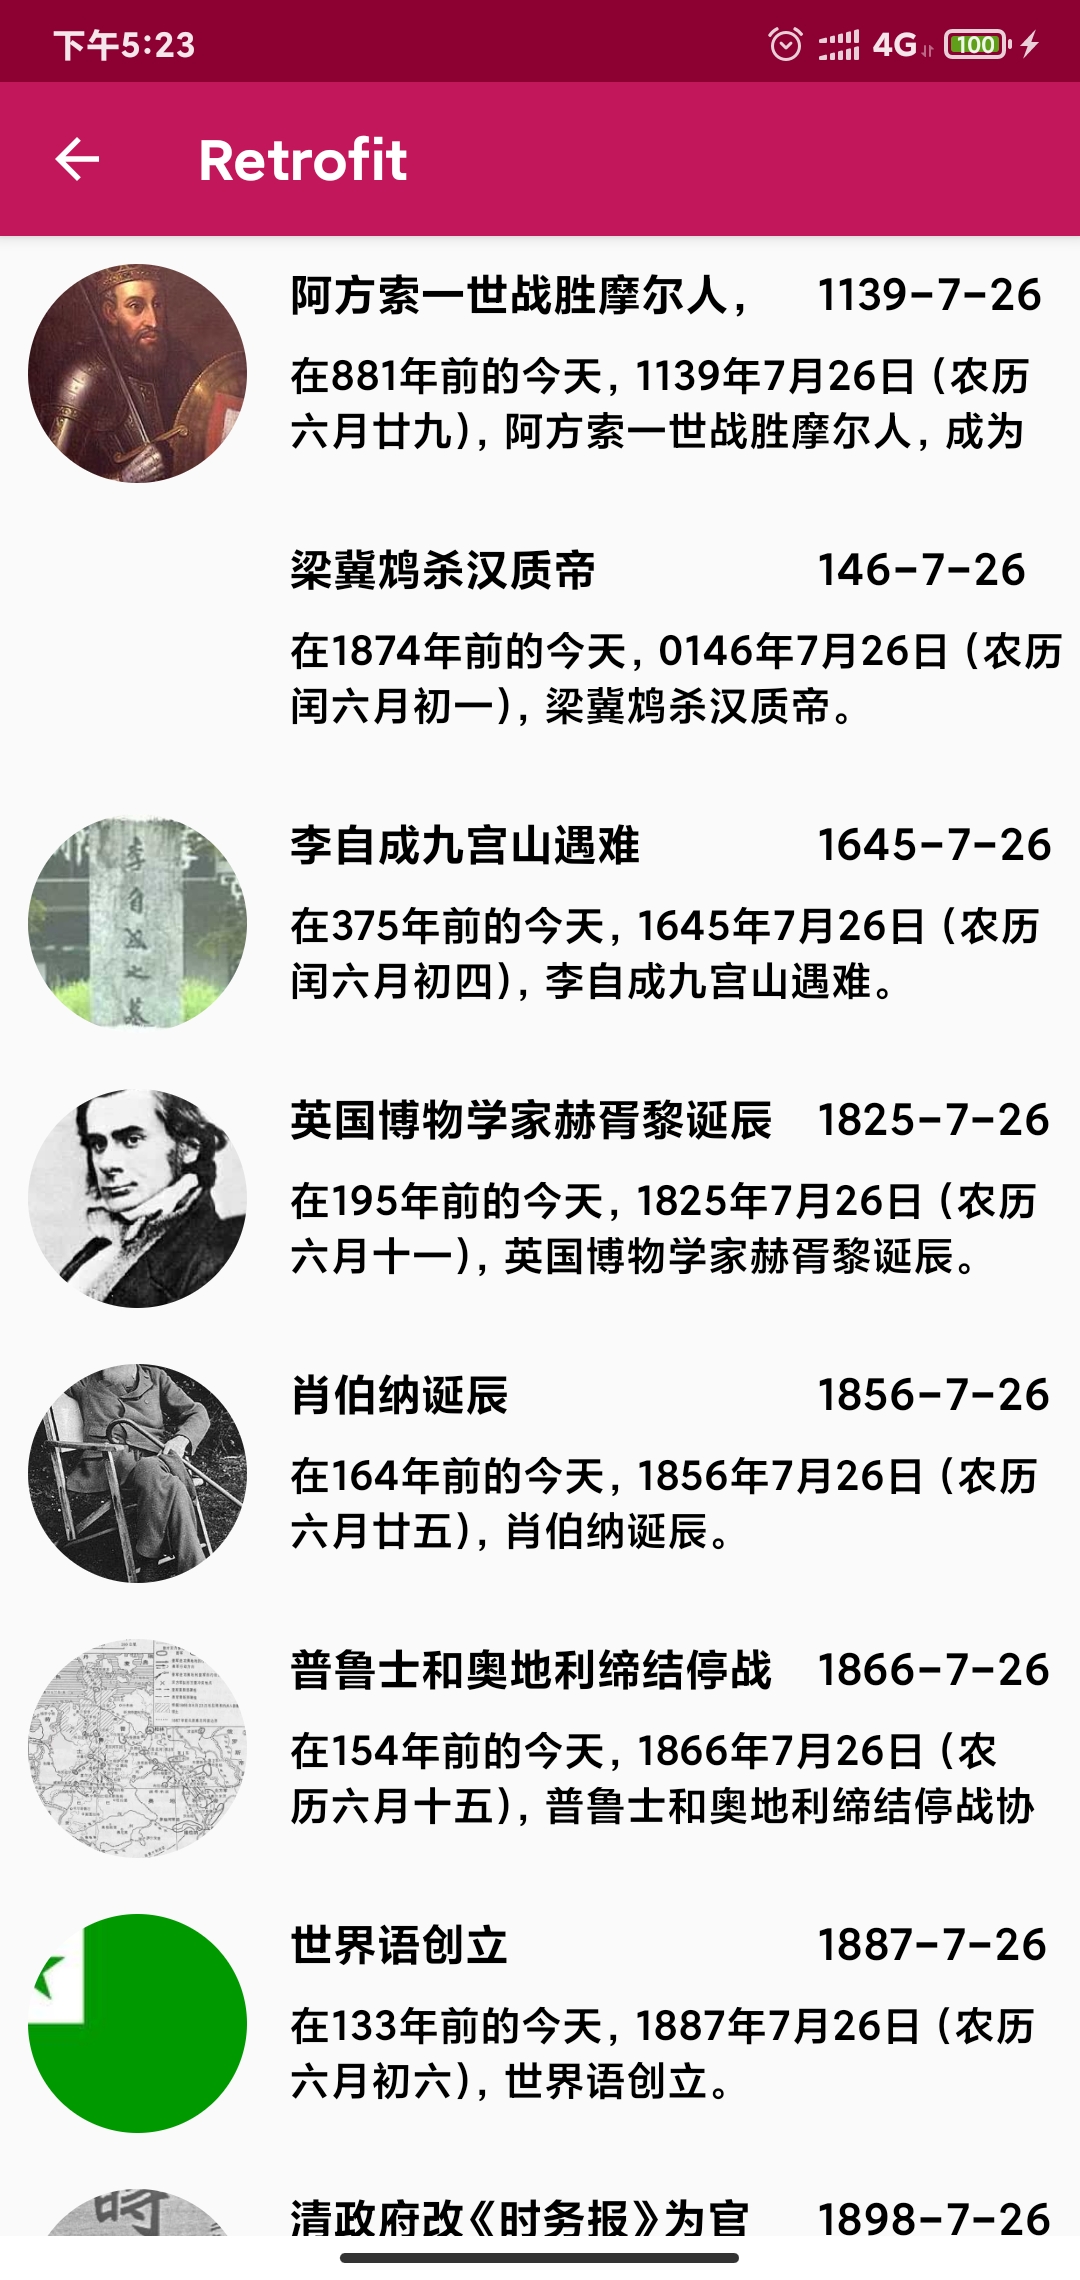 下午5:23
4G
100
Retrofit
阿方索一世战胜摩尔人，
1139-7-26
在881年前的今天，1139年7月26日（农历
六月廿九），阿方索一世战胜摩尔人，成为
梁冀鸩杀汉质帝
146-7-26
在1874年前的今天，0146年7月26日（农历
闰六月初一），梁冀鸩杀汉质帝。
李自成九宫山遇难
1645-7-26
在375年前的今天，1645年7月26日（农历
闰六月初四），李自成九宫山遇难。
英国博物学家赫胥黎诞辰
1825-7-26
在195年前的今天，1825年7月26日（农历
六月十一），英国博物学家赫胥黎诞辰。
肖伯纳诞辰
1856-7-26
在164年前的今天，1856年7月26日（农历
六月廿五），肖伯纳诞辰。
普鲁士和奥地利缔结停战
1866-7-26
在154年前的今天，1866年7月26日（农
历六月十五），普鲁士和奥地利缔结停战协
世界语创立
1887-7-26
在133年前的今天，1887年7月26日（农历
六月初六），世界语创立。
清政府改《时务报》为官
1898-7-26